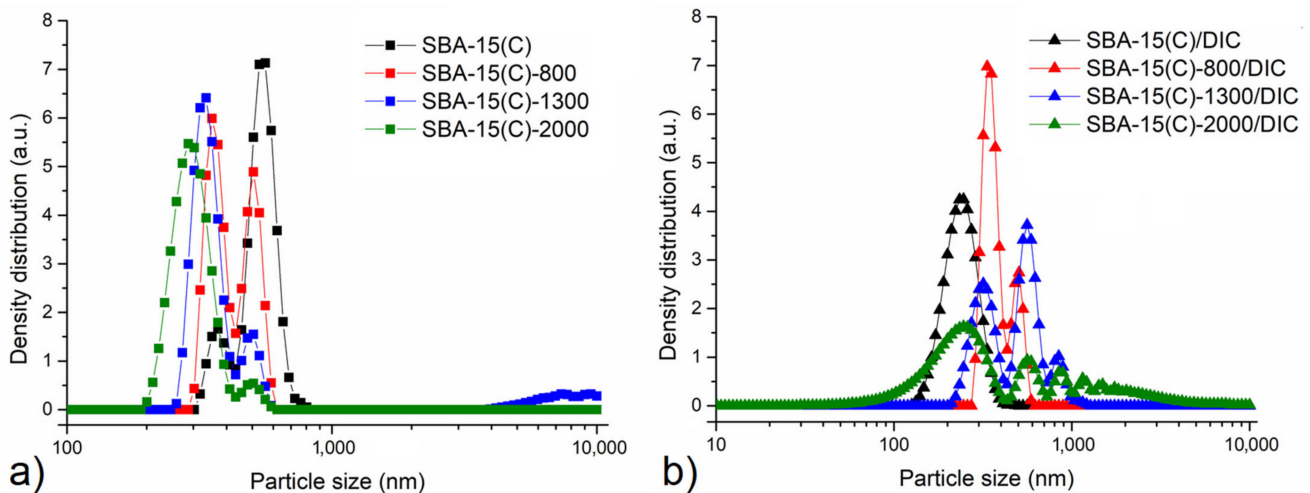 8
7
6
5
4
3
2
1
0
Density distribution (a.u.)
SBA-15(C)
SBA-15(C)-800
SBA-15(C)-1300
SBA-15(C)-2000
100
1,000
10,000
Particle size (nm)
a)
8
7
6
5
4
3
2
1
0
Density distribution (a.u.)
SBA-15(C)/DIC
SBA-15(C)-800/DIC
SBA-15(C)-1300/DIC
SBA-15(C)-2000/DIC
10
100
1,000
10,000
Particle size (nm)
b)